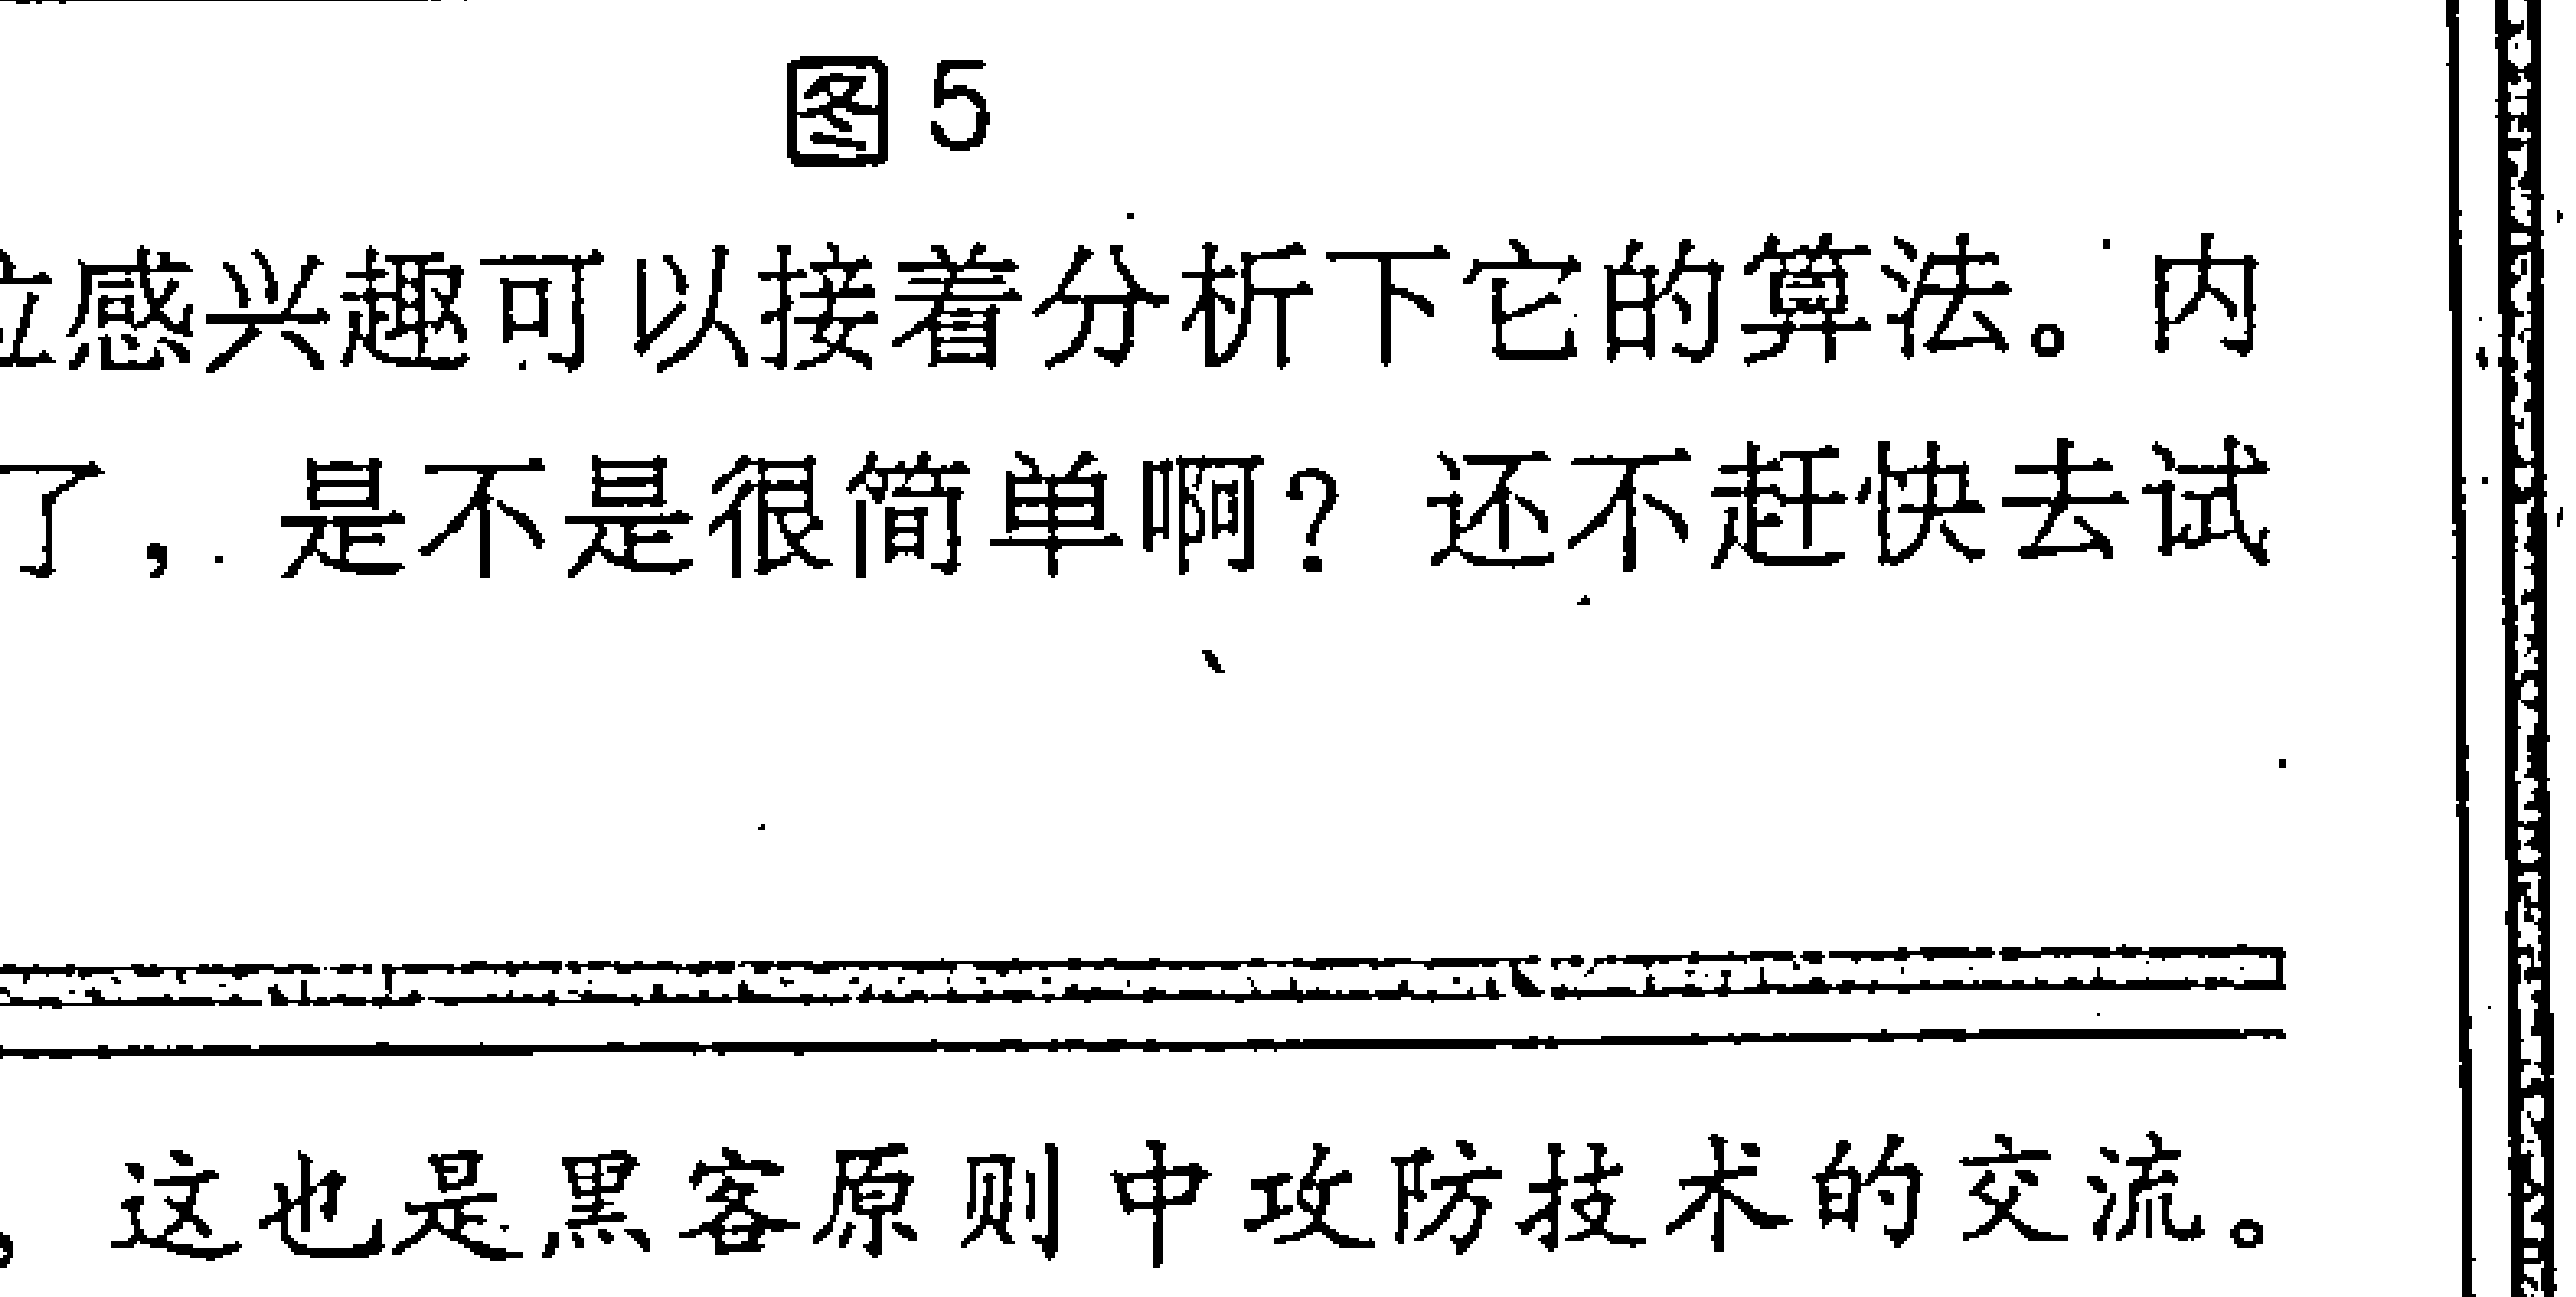 图 5
感兴趣可以接着分析下它的算法。内
了，是不是很简单啊？还不赶快去试
，这也是黑客原则中攻防技术的交流。